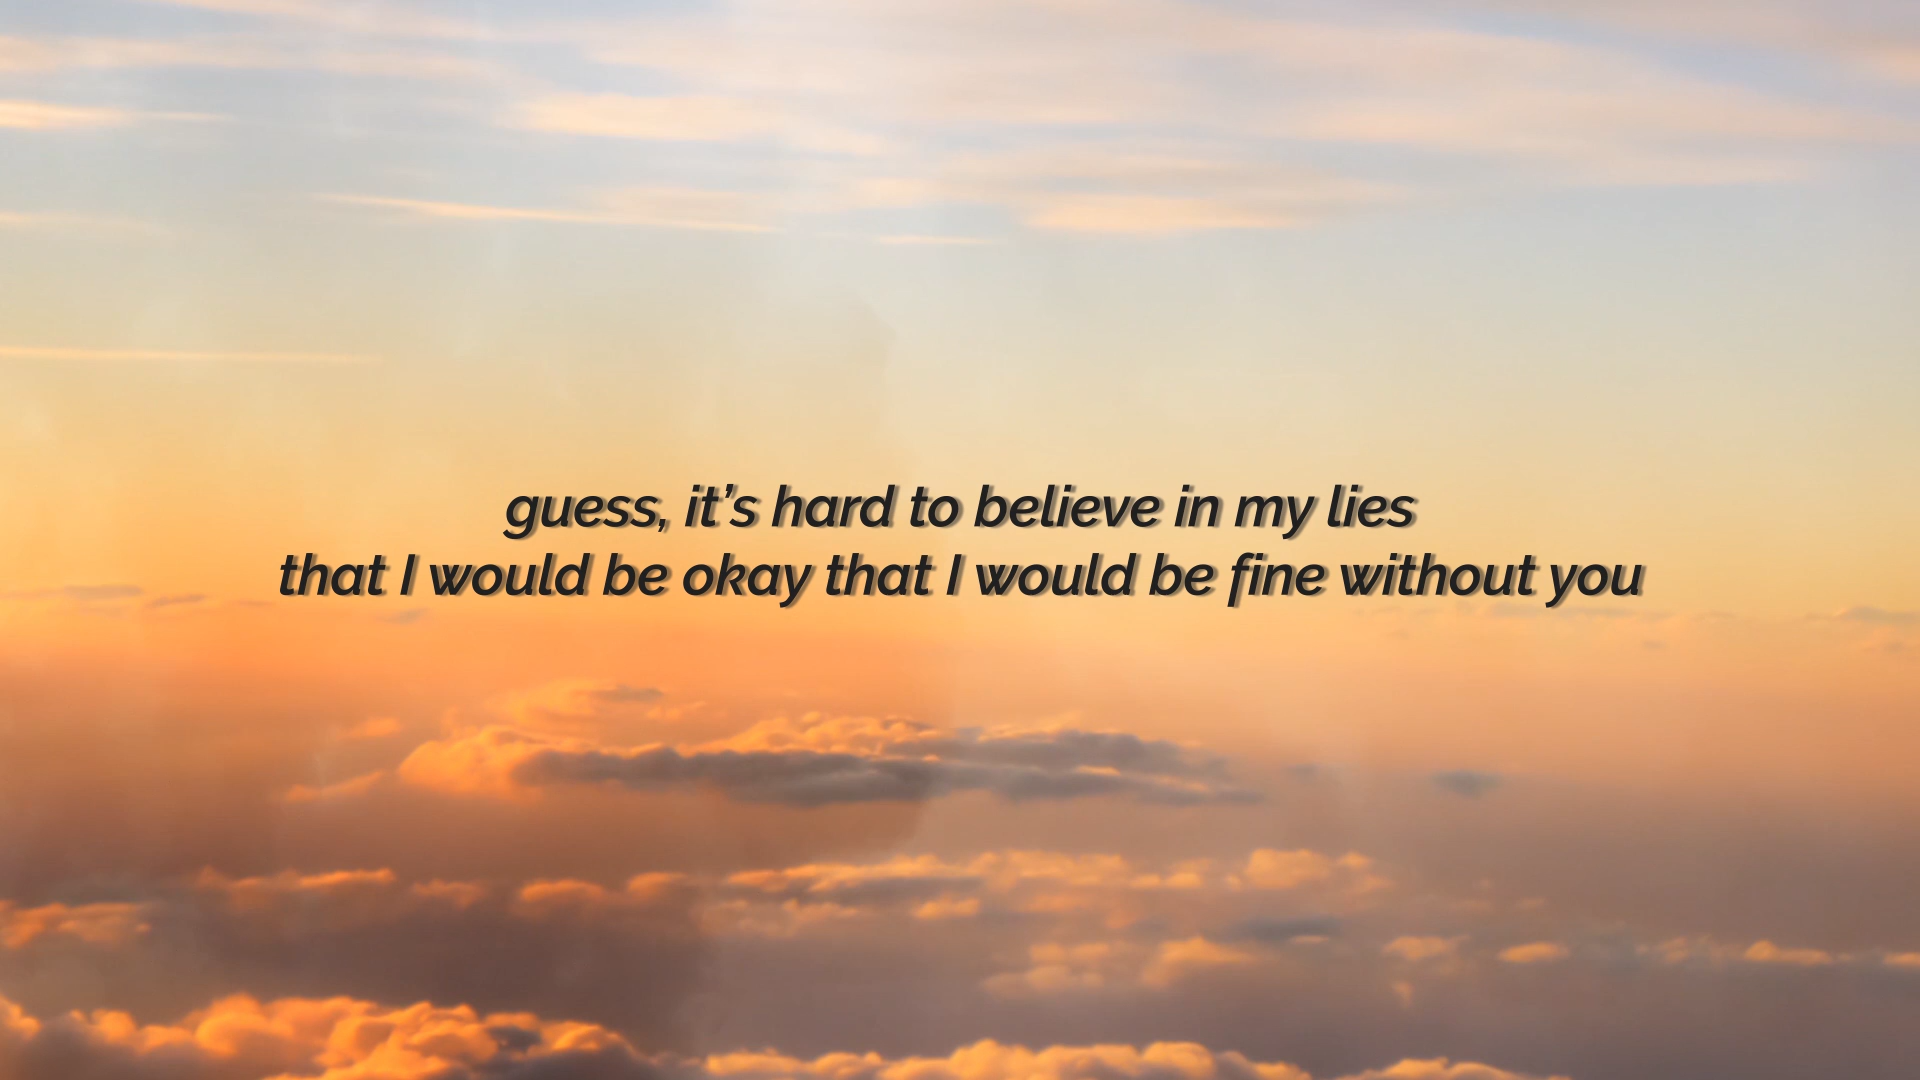 guess, it’s hard to believe in my lies
that I would be okay that I would be fine without you